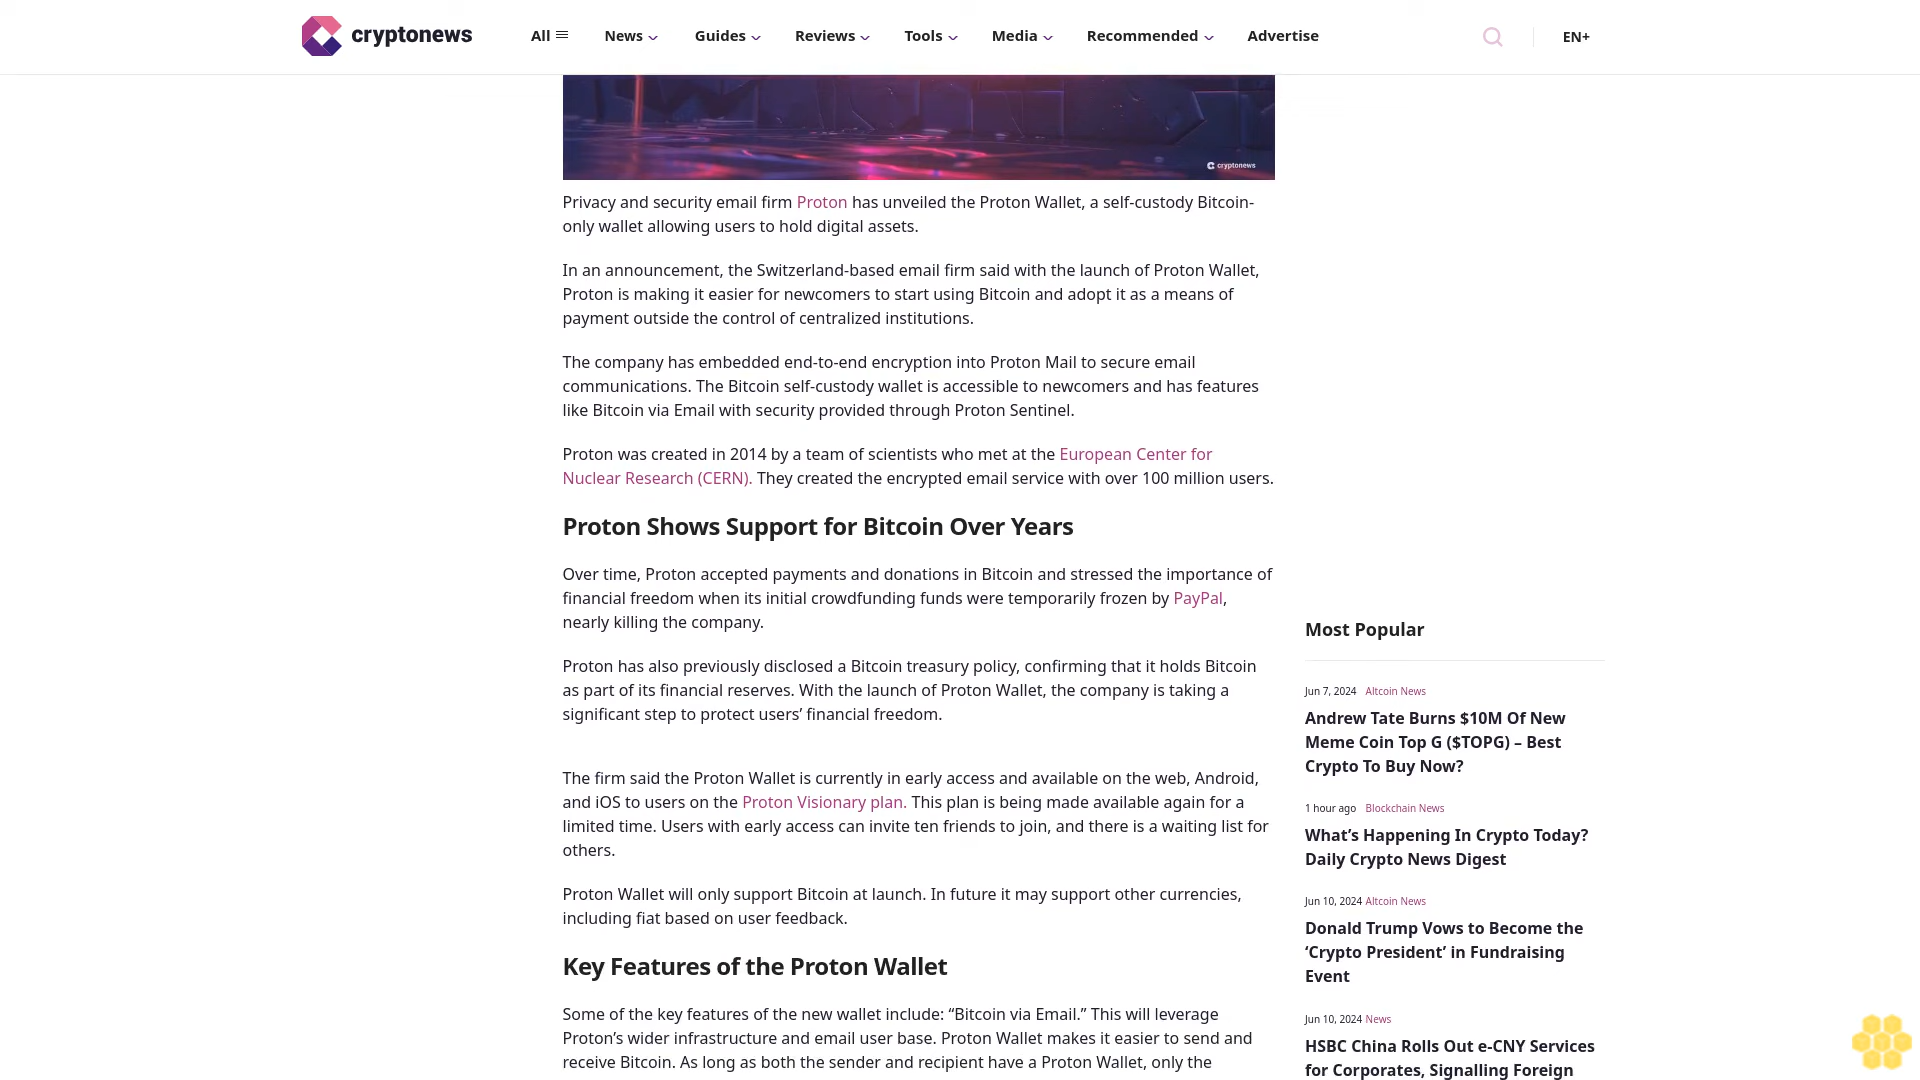 cryptonews
All
News
Guides
Reviews
Tools
Media
Recommended
Advertise
EN+
cryptonews
Privacy and security email firm Proton has unveiled the Proton Wallet, a self-custody Bitcoin-
only wallet allowing users to hold digital assets.
In an announcement, the Switzerland-based email firm said with the launch of Proton Wallet,
Proton is making it easier for newcomers to start using Bitcoin and adopt it as a means of
payment outside the control of centralized institutions.
The company has embedded end-to-end encryption into Proton Mail to secure email
communications. The Bitcoin self-custody wallet is accessible to newcomers and has features
like Bitcoin via Email with security provided through Proton Sentinel.
Proton was created in 2014 by a team of scientists who met at the European Center for
Nuclear Research (CERN). They created the encrypted email service with over 100 million users.
Proton Shows Support for Bitcoin Over Years
Over time, Proton accepted payments and donations in Bitcoin and stressed the importance of
financial freedom when its initial crowdfunding funds were temporarily frozen by PayPal,
nearly killing the company.
Proton has also previously disclosed a Bitcoin treasury policy, confirming that it holds Bitcoin
as part of its financial reserves. With the launch of Proton Wallet, the company is taking a
significant step to protect users’ financial freedom.
The firm said the Proton Wallet is currently in early access and available on the web, Android,
and iOS to users on the Proton Visionary plan. This plan is being made available again for a
limited time. Users with early access can invite ten friends to join, and there is a waiting list for
others.
Proton Wallet will only support Bitcoin at launch. In future it may support other currencies,
including fiat based on user feedback.
Key Features of the Proton Wallet
Some of the key features of the new wallet include: “Bitcoin via Email.” This will leverage
Proton’s wider infrastructure and email user base. Proton Wallet makes it easier to send and
receive Bitcoin. As long as both the sender and recipient have a Proton Wallet, only the
Most Popular
Jun 7, 2024 Altcoin News
Andrew Tate Burns $10M Of New
Meme Coin Top G ($TOPG) – Best
Crypto To Buy Now?
1 hour ago Blockchain News
What’s Happening In Crypto Today?
Daily Crypto News Digest
Jun 10, 2024 Altcoin News
Donald Trump Vows to Become the
‘Crypto President’ in Fundraising
Event
Jun 10, 2024 News
HSBC China Rolls Out e-CNY Services
for Corporates, Signalling Foreign